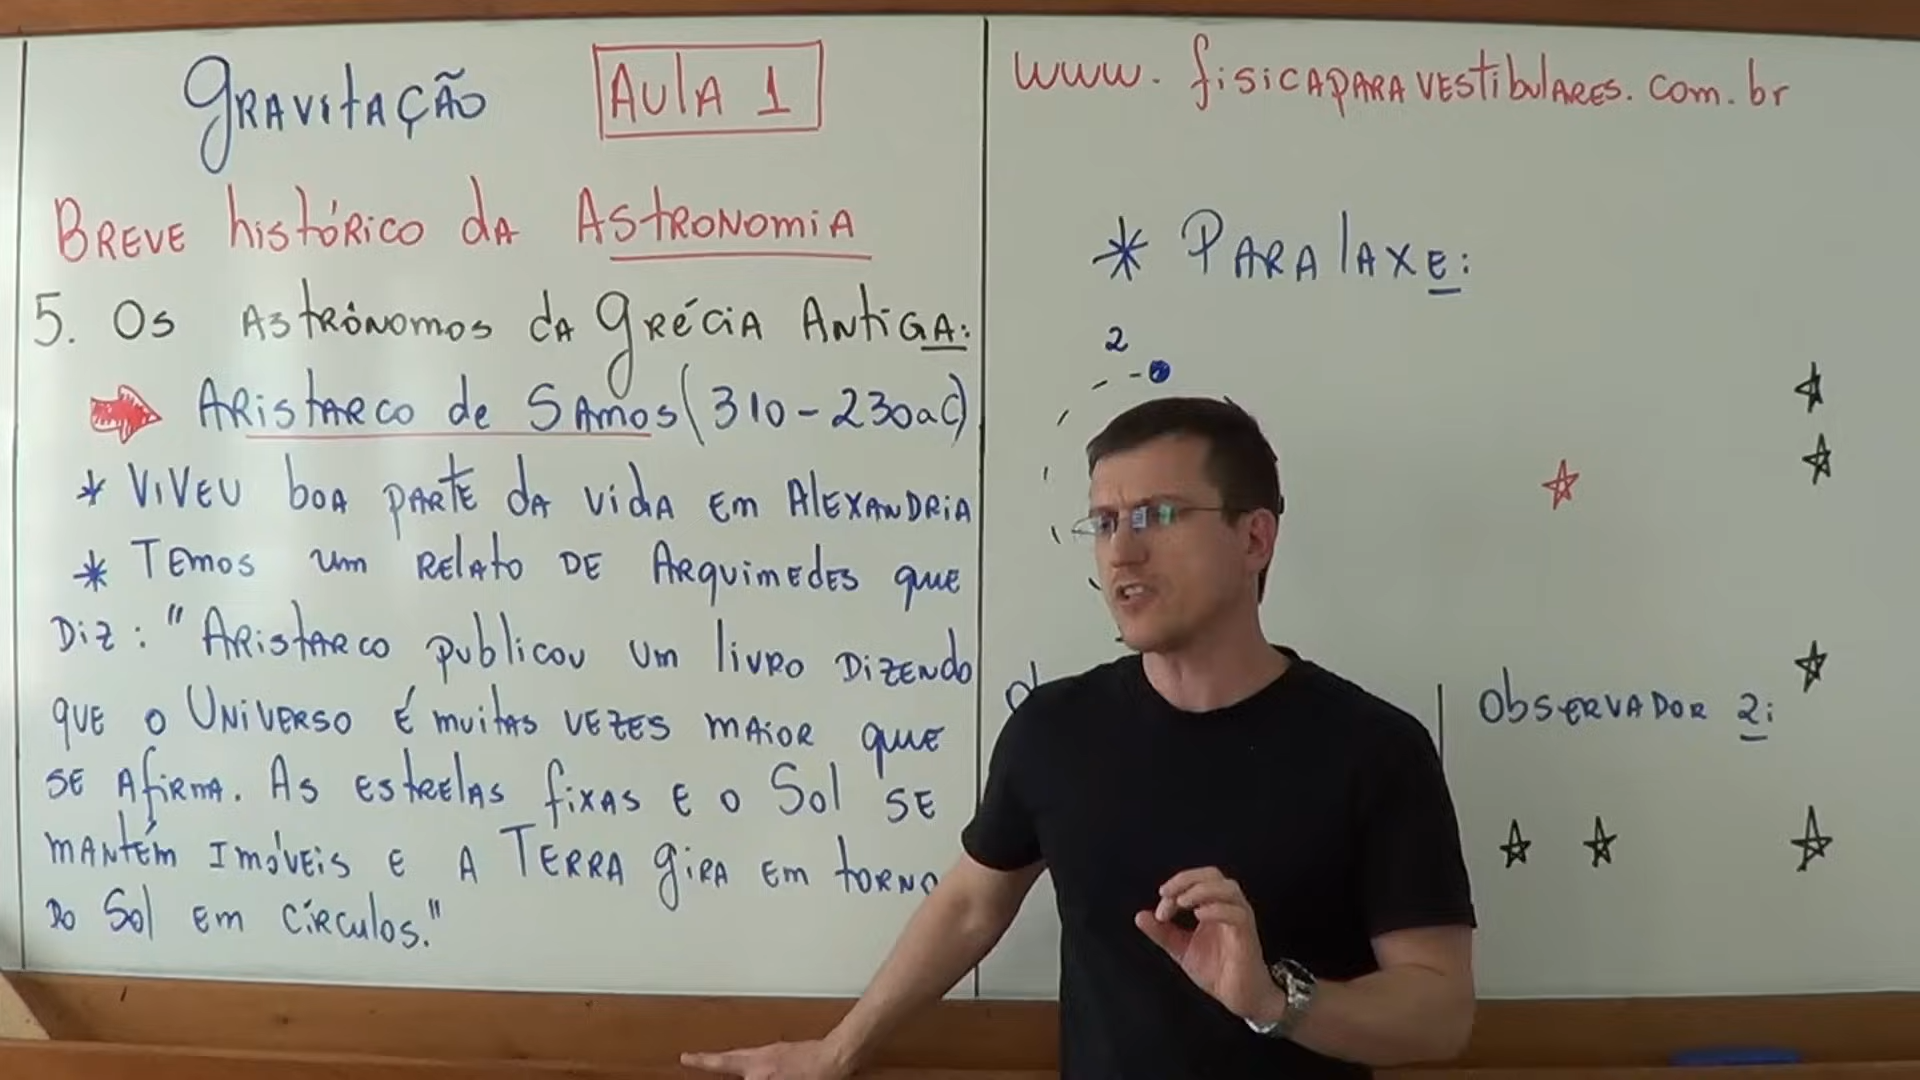 Gravitação
Aula 1
Breve histórico da Astronomia
5. Os Astrônomos da Grécia Antiga:
Aristarco de Samos (310-230aC)
* Viveu boa parte da vida em Alexandria
* Temos um relato de Arquimedes que
Diz: "Aristarco publicou um livro dizendo
que o Universo é muitas vezes maior que
se afirma. As estrelas fixas e o Sol se
mantém imóveis e a Terra gira em torno
do Sol em círculos."
www.fisicaparavestibulares.com.br
* Paralaxe:
2
Observador 2: